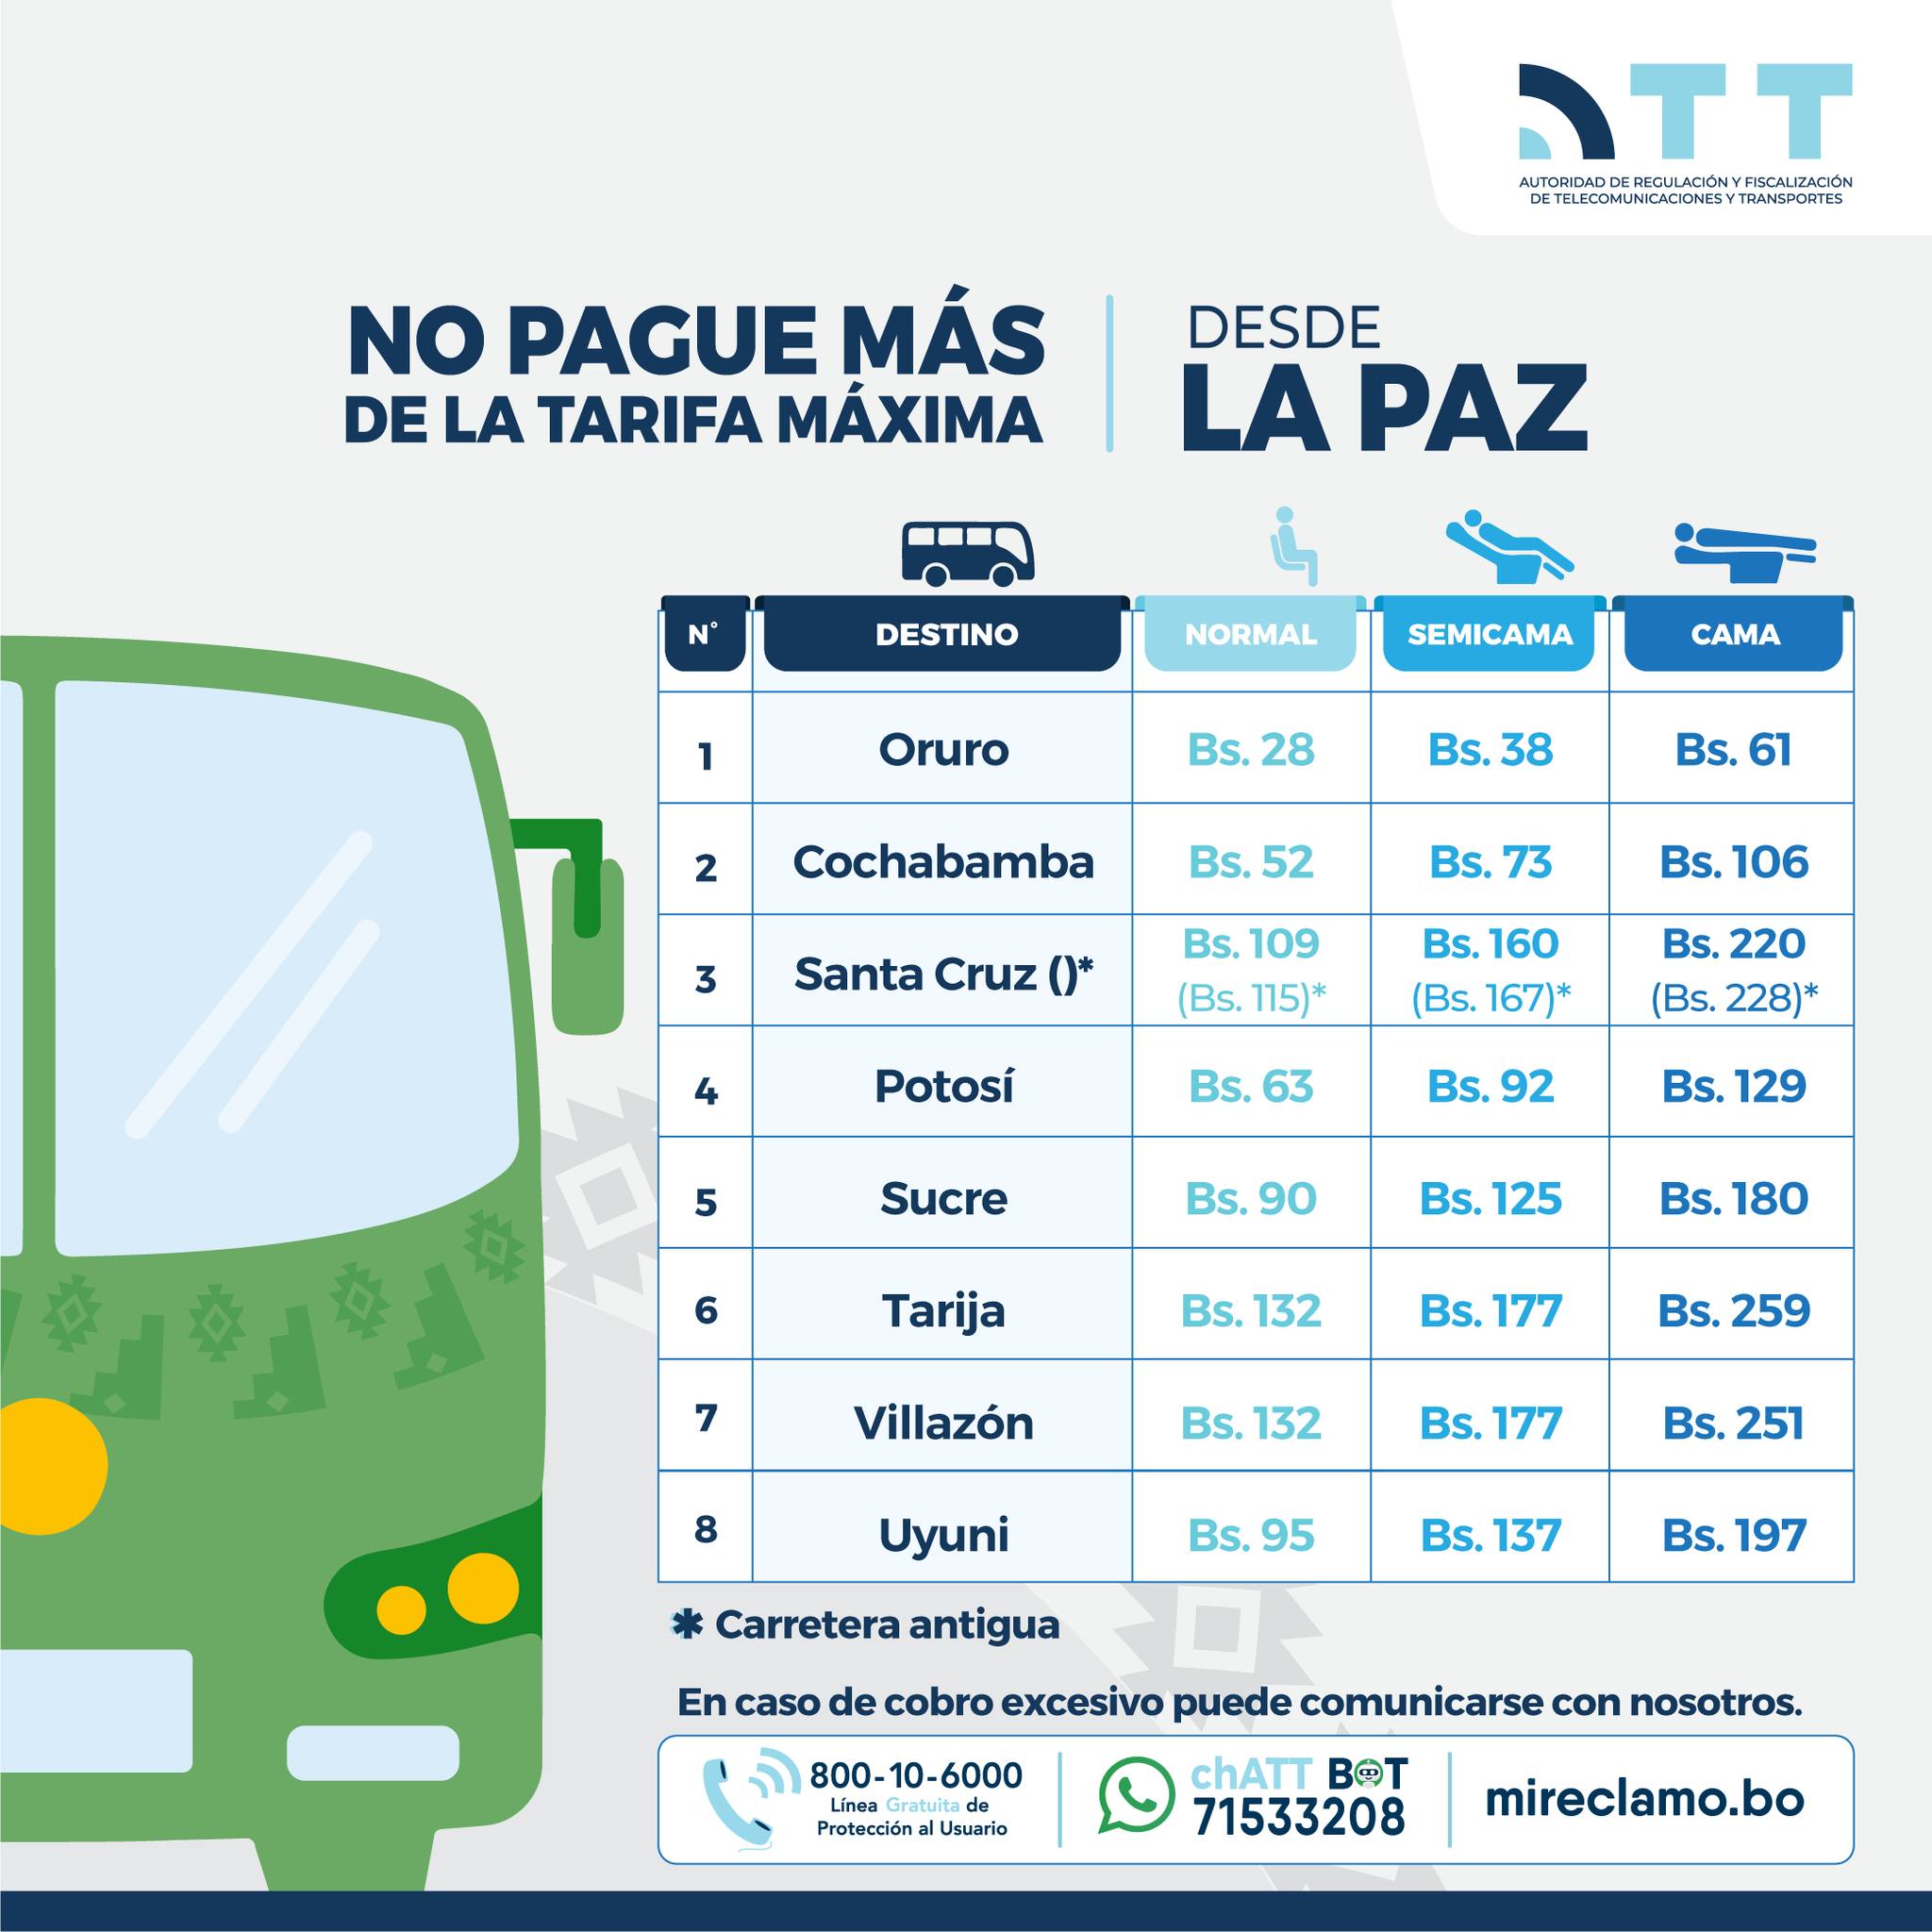 ATT
AUTORIDAD DE REGULACIÓN Y FISCALIZACIÓN
DE TELECOMUNICACIONES Y TRANSPORTES
NO PAGUE MÁS
DE LA TARIFA MÁXIMA
DESDE
LA PAZ
N° DESTINO NORMAL SEMICAMA CAMA
1 Oruro Bs. 28 Bs. 38 Bs. 61
2 Cochabamba Bs. 52 Bs. 73 Bs. 106
3 Santa Cruz ()* Bs. 109 Bs. 160 Bs. 220
(Bs. 115)* (Bs. 167)* (Bs. 228)*
4 Potosí Bs. 63 Bs. 92 Bs. 129
5 Sucre Bs. 90 Bs. 125 Bs. 180
6 Tarija Bs. 132 Bs. 177 Bs. 259
7 Villazón Bs. 132 Bs. 177 Bs. 251
8 Uyuni Bs. 95 Bs. 137 Bs. 197
* Carretera antigua
En caso de cobro excesivo puede comunicarse con nosotros.
800-10-6000
Línea Gratuita de
Protección al Usuario
chATT BOT
71533208
mireclamo.bo